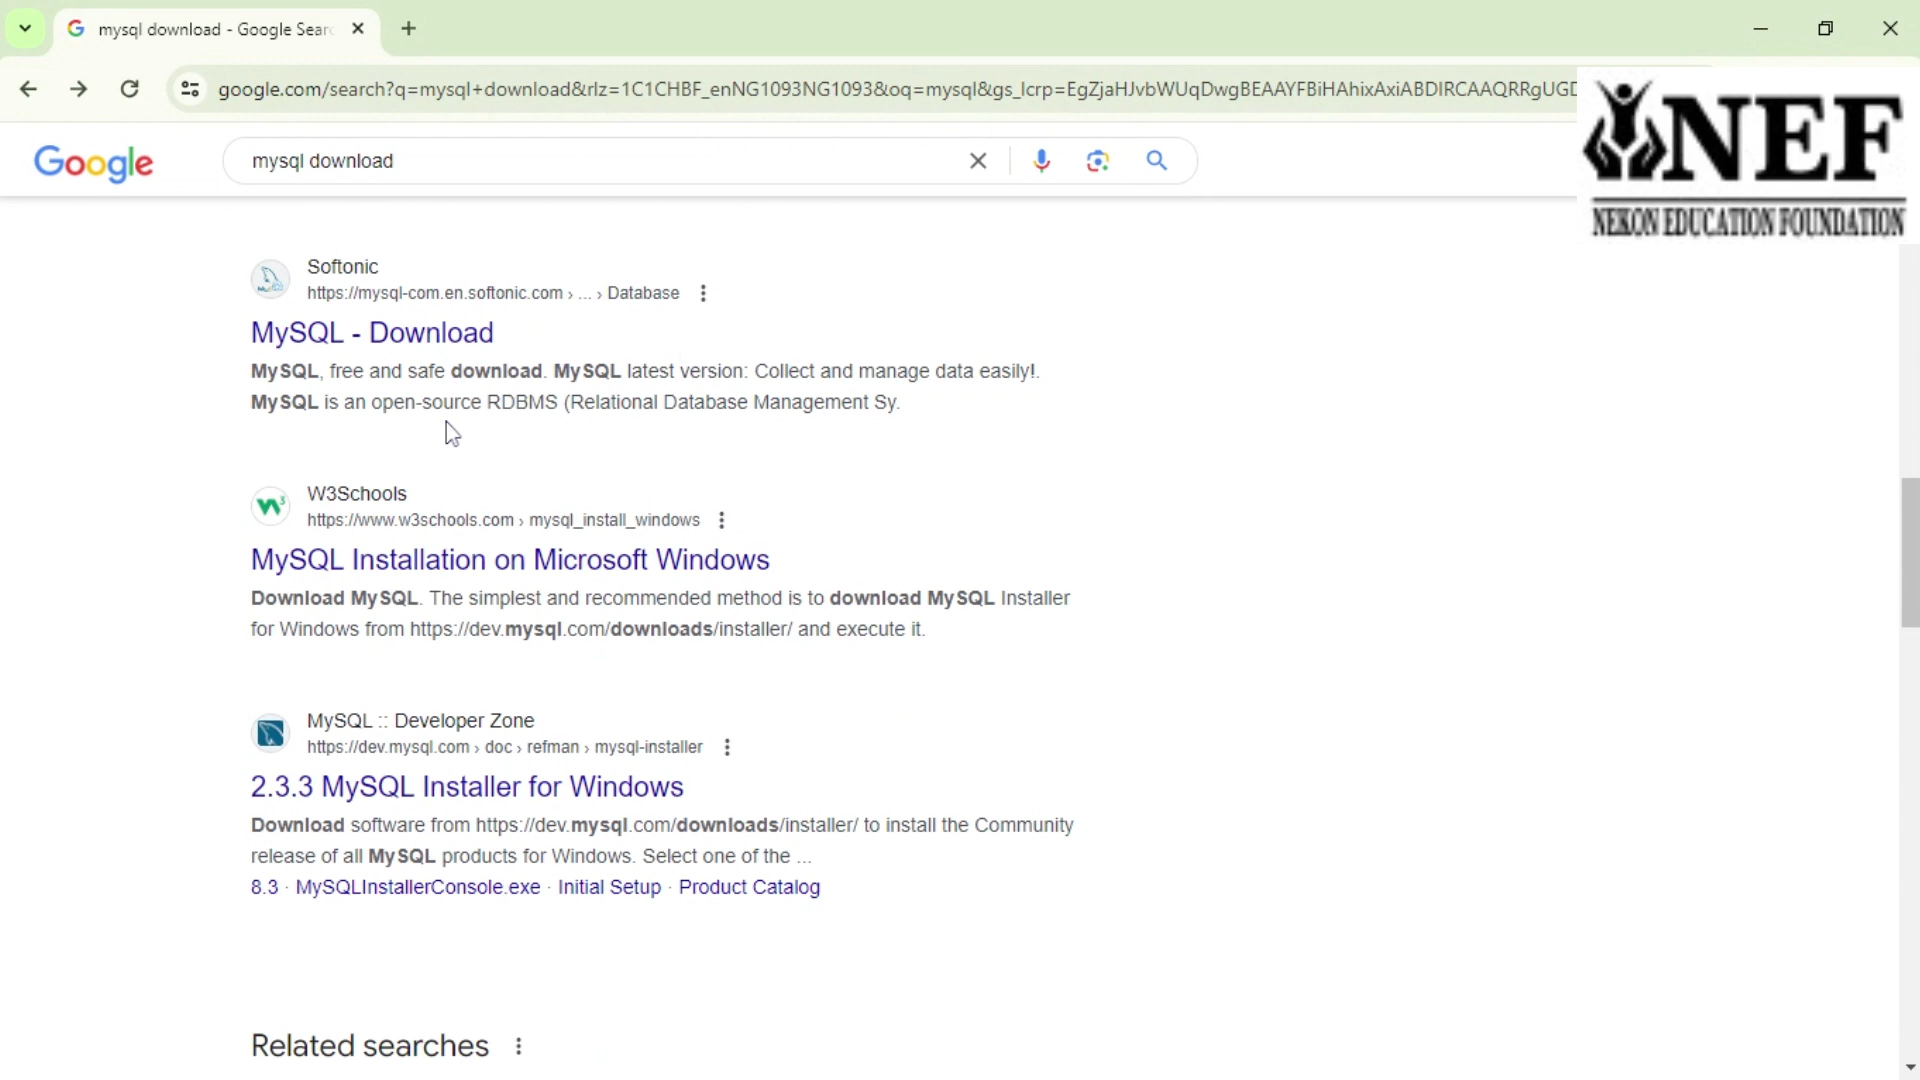 mysql download - Google Sear
google.com/search?q=mysql+download&rlz=1C1CHBF_enNG1093NG1093&oq=mysql&gs_lcrp=EgZjaHJvbWUqDwgBEAAYFBiHAhixAxiABDIRCAAQRRgUGD
NEF
NEKON EDUCATION FOUNDATION
Google
mysql download
Softonic
https://mysql-com.en.softonic.com › ... › Database
MySQL - Download
MySQL, free and safe download. MySQL latest version: Collect and manage data easily!.
MySQL is an open-source RDBMS (Relational Database Management Sy.
W3Schools
https://www.w3schools.com › mysql_install_windows
MySQL Installation on Microsoft Windows
Download MySQL. The simplest and recommended method is to download MySQL Installer
for Windows from https://dev.mysql.com/downloads/installer/ and execute it.
MySQL :: Developer Zone
https://dev.mysql.com › doc › refman › mysql-installer
2.3.3 MySQL Installer for Windows
Download software from https://dev.mysql.com/downloads/installer/ to install the Community
release of all MySQL products for Windows. Select one of the ...
8.3 · MySQLInstallerConsole.exe · Initial Setup · Product Catalog
Related searches